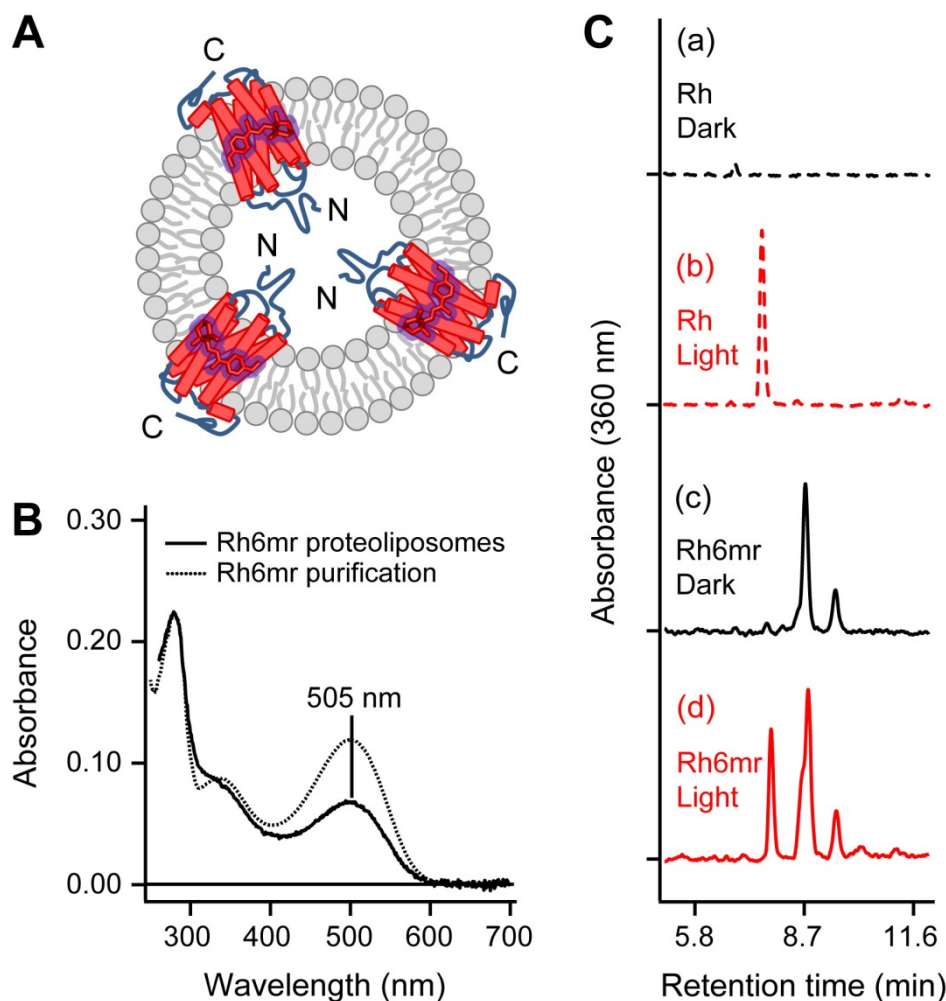 A
C
N
N
N
C
C
B
0.30
0.20
0.10
0.00
Absorbance
Rh6mr proteoliposomes
Rh6mr purification
505 nm
300
400
500
600
700
Wavelength (nm)
C
Absorbance (360 nm)
(a)
Rh
Dark
(b)
Rh
Light
(c)
Rh6mr
Dark
(d)
Rh6mr
Light
5.8
8.7
11.6
Retention time (min)